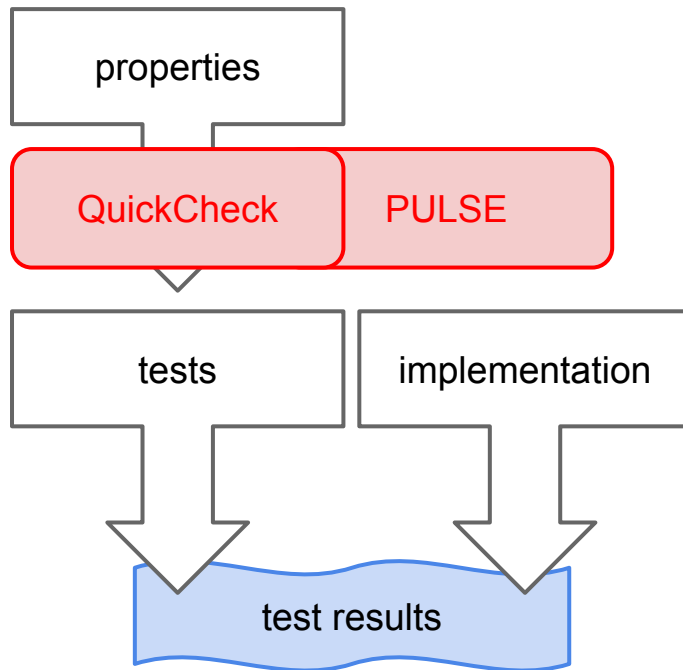 properties
QuickCheck
PULSE
tests
implementation
test results